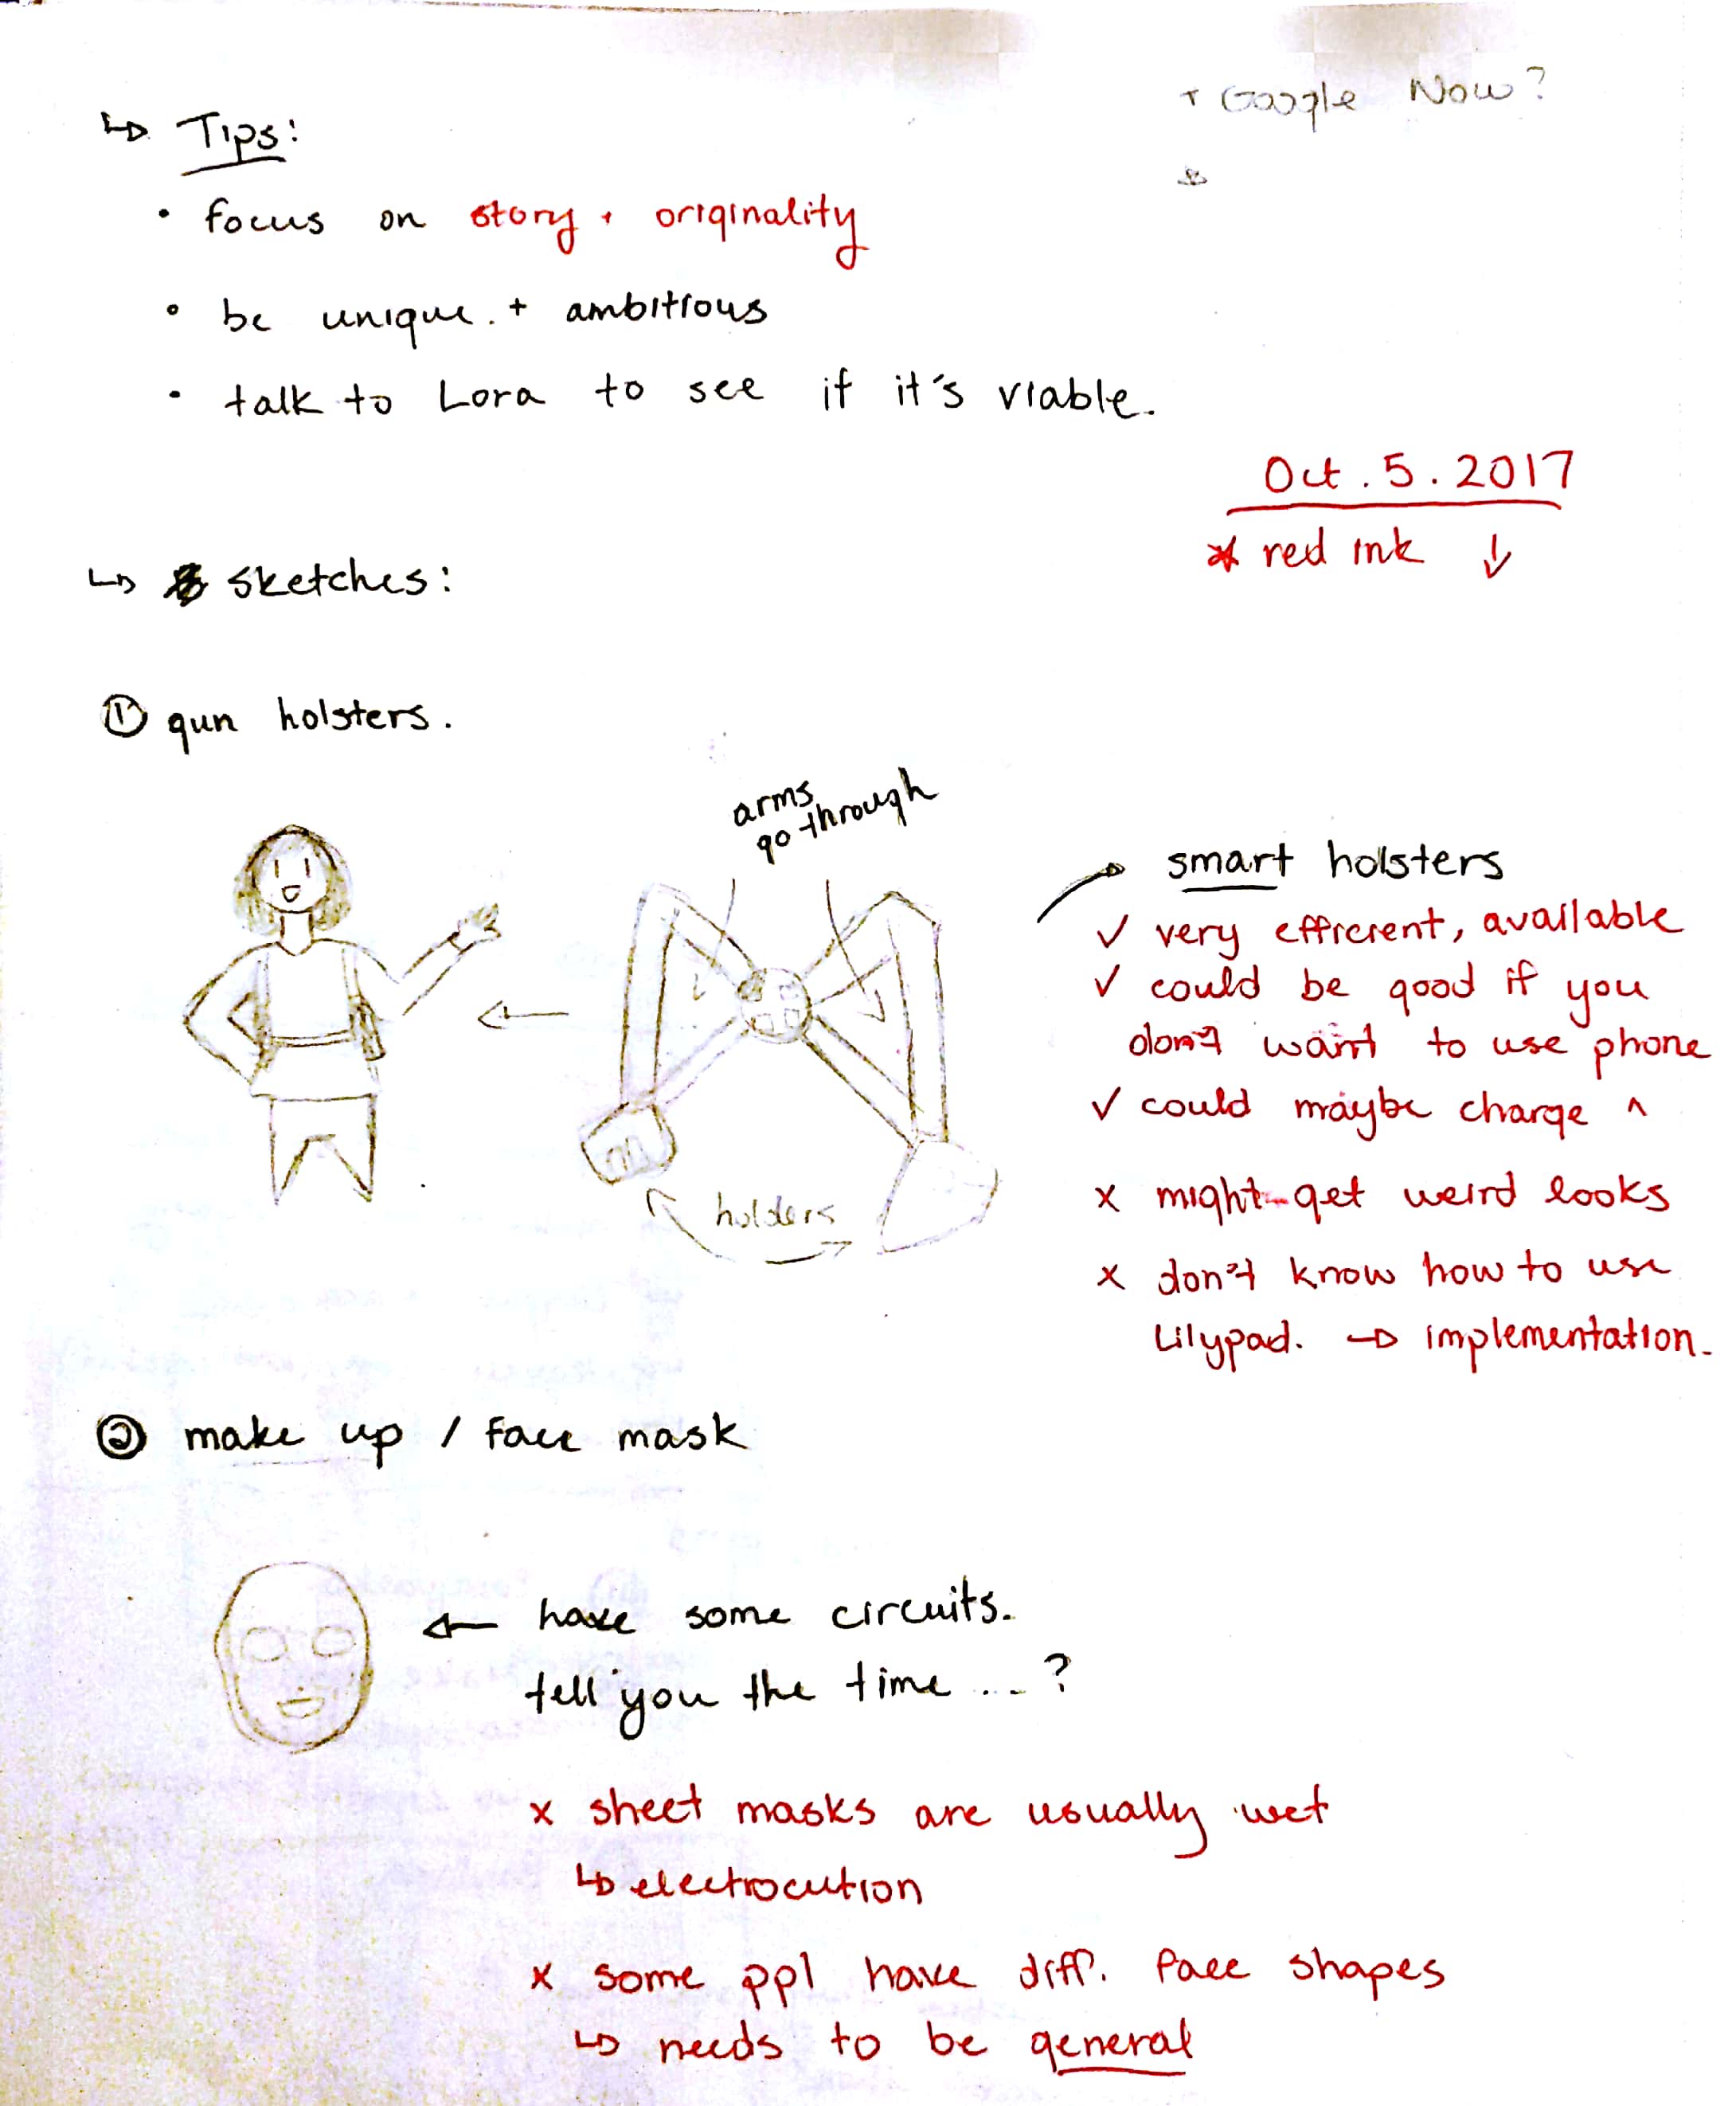 + Google Now?
↳ Tips:
• focus on story + originality
• be unique. + ambitious
• talk to Lora to see if it's viable.
Oct. 5. 2017
* red ink ↓
↳ sketches:
① gun holsters.
arms
go through
smart holsters
✓ very efficient, available
✓ could be good if you
don't want to use phone
✓ could maybe charge ^
holders
x might get weird looks
x don't know how to use
Lilypad. → implementation.
② make up / face mask
← have some circuits.
tell you the time ...?
x sheet masks are usually wet
↳ electrocution
x some ppl have diff. face shapes
↳ needs to be general